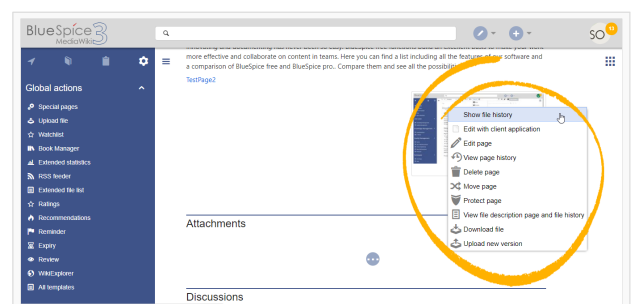 BlueSpice 3
MediaWiki
SO
more effective and collaborate on content in teams. Here you can find a list including all the features of our software and
a comparison of BlueSpice free and BlueSpice pro.. Compare them and see all the
TestPage2
Global actions
Special pages
Upload file
Watchlist
Book Manager
Extended statistics
RSS feeder
Extended file list
Ratings
Recommendations
Reminder
Expiry
Review
WikiExplorer
All templates
Show file history
Edit with client application
Edit page
View page history
Delete page
Move page
Protect page
View file description page and file history
Download file
Upload new version
Attachments
Discussions